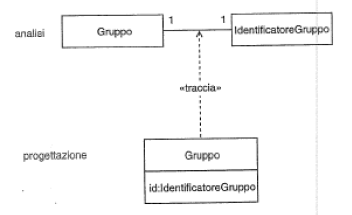 1 1
analisi Gruppo IdentificatoreGruppo
«traccia»
progettazione Gruppo
id:IdentificatoreGruppo